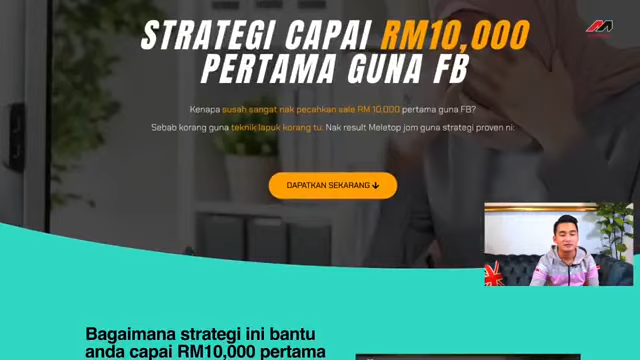 STRATEGI CAPAI RM10,000
PERTAMA GUNA FB
Kenapa susah sangat nak pecahkan sale RM 10,000 pertama guna FB?
Sebab korang guna teknik lapuk korang tu. Nak result Meletop jom guna strategi proven ni:
DAPATKAN SEKARANG
Bagaimana strategi ini bantu
anda capai RM10,000 pertama